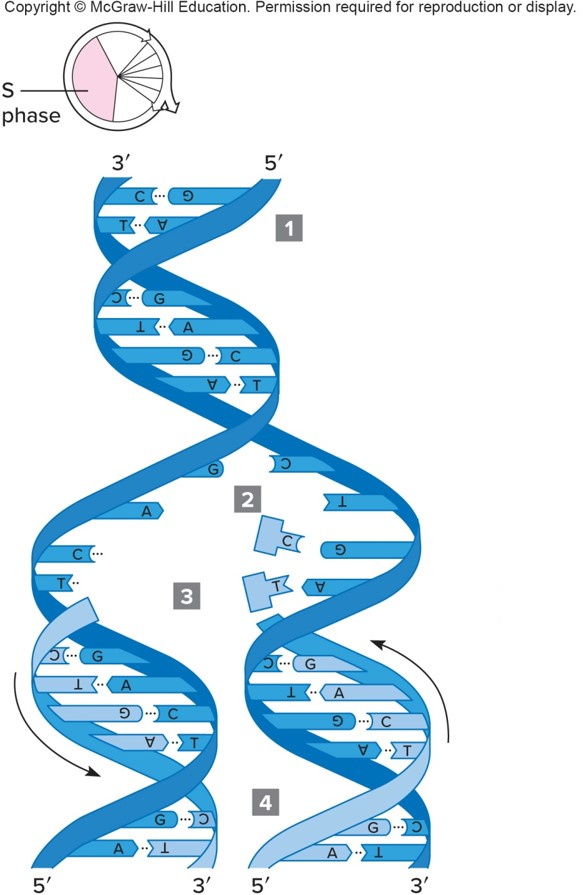 Copyright © McGraw-Hill Education. Permission required for reproduction or display.
S
phase
3′ 5′
C G
T A
1
C G
T A
G C
A T
G C
2
A T
C C G
T T A
3
C G C G
T A T A
G C G C
A T A T
4
G C G C
A T A T
5′ 3′ 5′ 3′